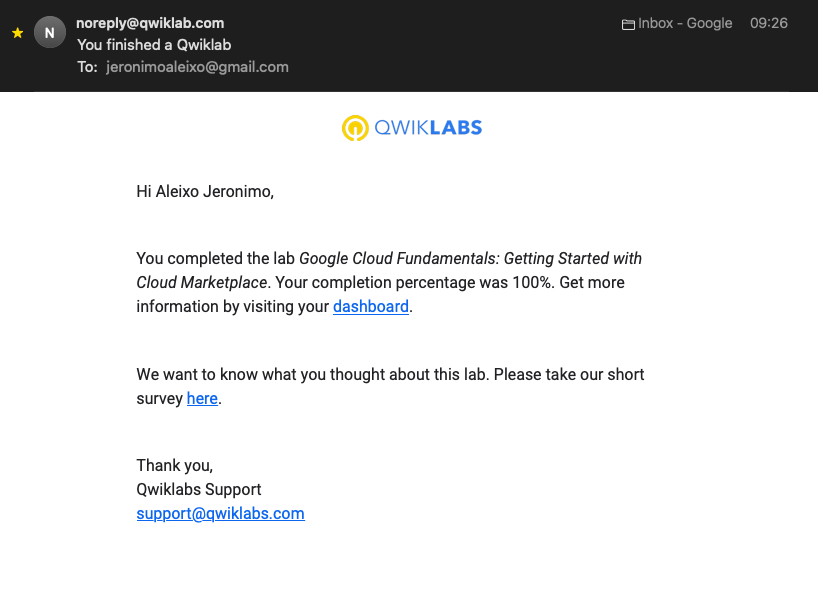 noreply@qwiklab.com
Inbox - Google 09:26
N
You finished a Qwiklab
To: jeronimoaleixo@gmail.com
QWIKLABS
Hi Aleixo Jeronimo,
You completed the lab Google Cloud Fundamentals: Getting Started with
Cloud Marketplace. Your completion percentage was 100%. Get more
information by visiting your dashboard.
We want to know what you thought about this lab. Please take our short
survey here.
Thank you,
Qwiklabs Support
support@qwiklabs.com